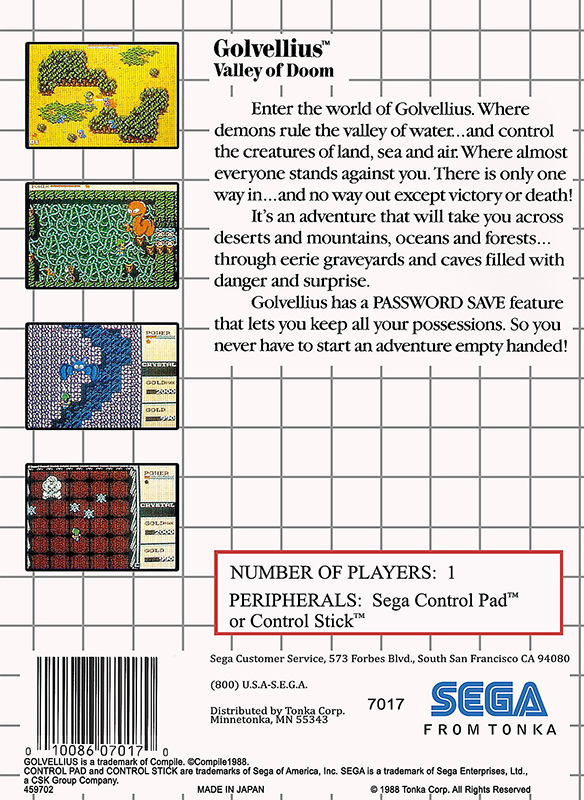 Golvellius™
Valley of Doom
Enter the world of Golvellius. Where
demons rule the valley of water...and control
the creatures of land, sea and air. Where almost
everyone stands against you. There is only one
way in...and no way out except victory or death!
It's an adventure that will take you across
deserts and mountains, oceans and forests...
through eerie graveyards and caves filled with
danger and surprise.
Golvellius has a PASSWORD SAVE feature
that lets you keep all your possessions. So you
never have to start an adventure empty handed!
POWER
CRYSTAL
GOLD MAX
2000
GOLD
990
POWER
CRYSTAL
GOLD MAX
2000
GOLD
990
NUMBER OF PLAYERS: 1
PERIPHERALS: Sega Control Pad™
or Control Stick™
Sega Customer Service, 573 Forbes Blvd., South San Francisco CA 94080
(800) U.S.A-S.E.G.A.
Distributed by Tonka Corp.
Minnetonka, MN 55343
7017
SEGA
FROM TONKA
0 10086 07017 0
GOLVELLIUS is a trademark of Compile. ©Compile1988.
CONTROL PAD and CONTROL STICK are trademarks of Sega of America, Inc. SEGA is a trademark of Sega Enterprises, Ltd.,
a CSK Group Company.
459702
MADE IN JAPAN
© 1988 Tonka Corp. All Rights Reserved